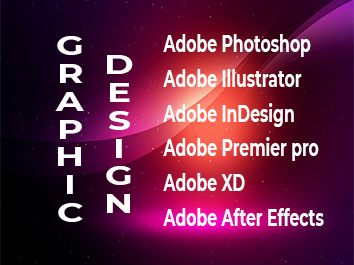 GRAPHIC
DESIGN
Adobe Photoshop
Adobe Illustrator
Adobe InDesign
Adobe Premier pro
Adobe XD
Adobe After Effects